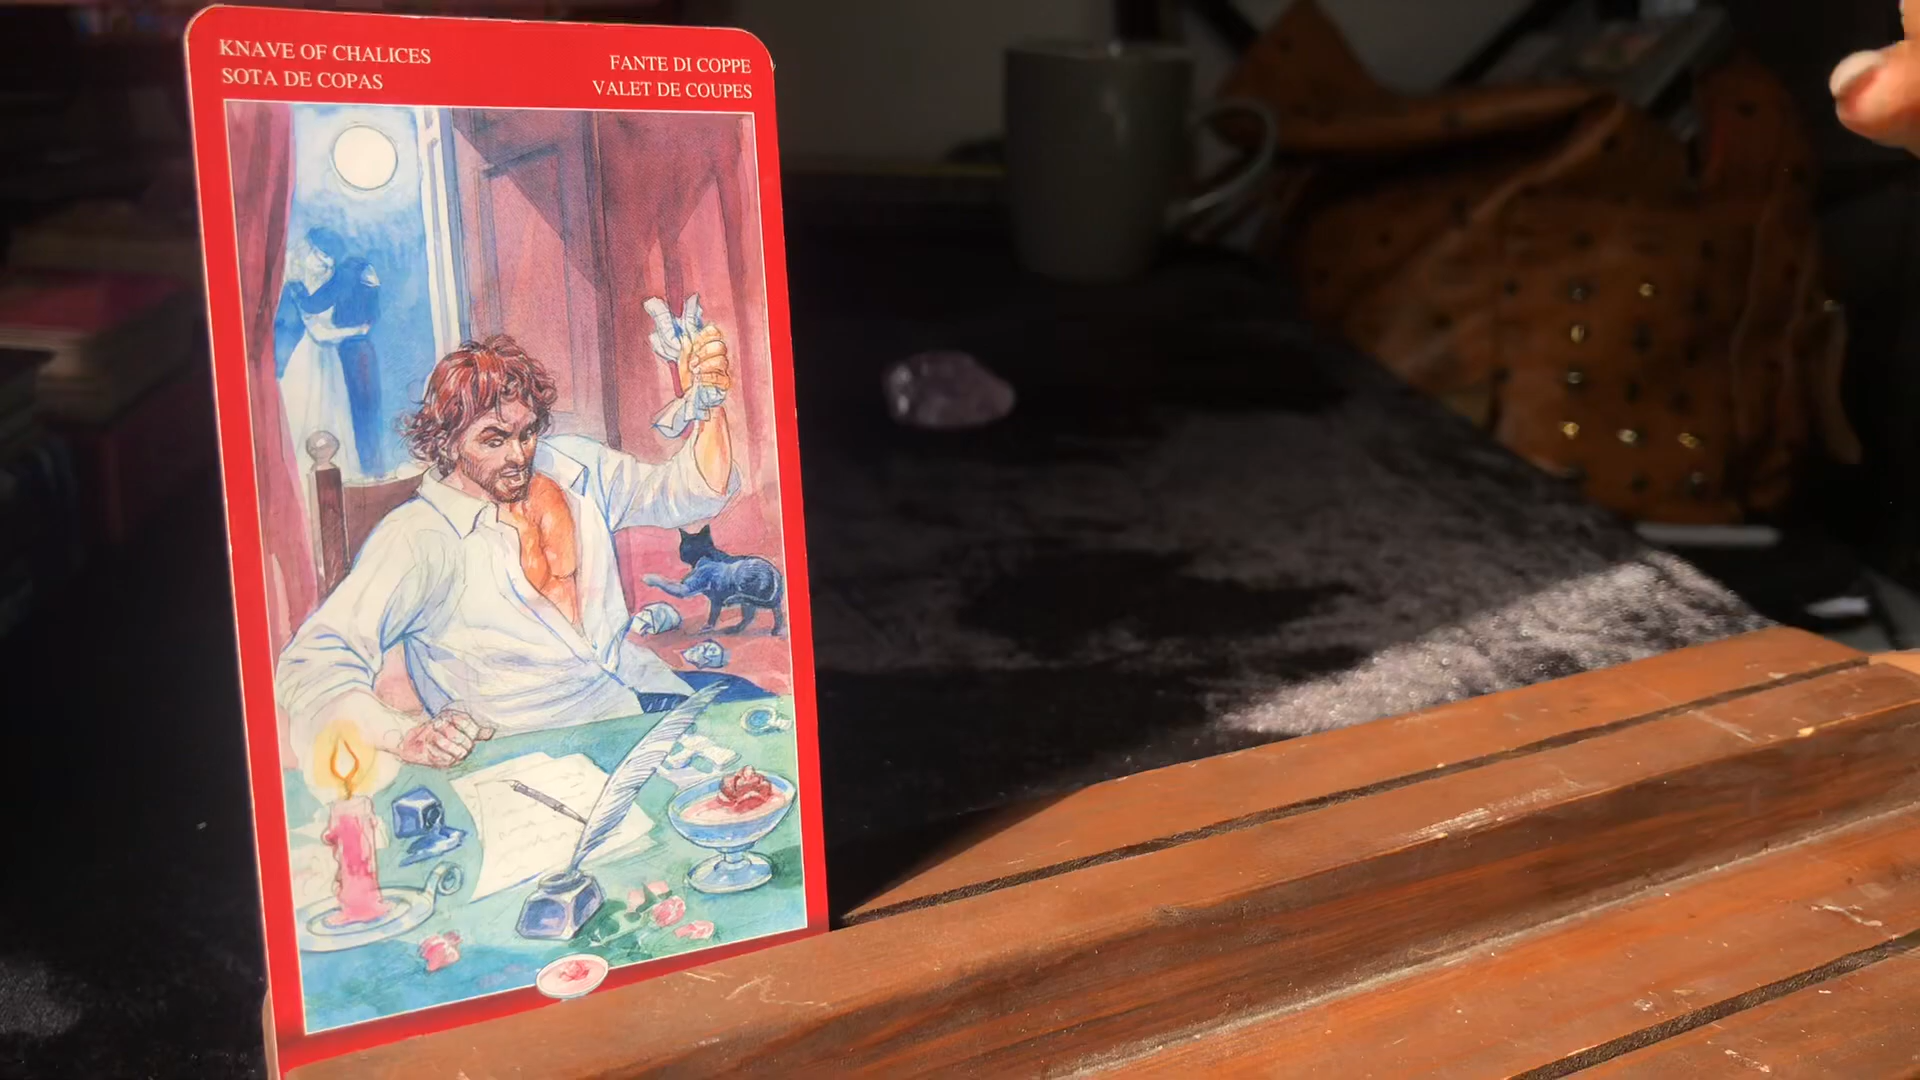 KNAVE OF CHALICES
SOTA DE COPAS
FANTE DI COPPE
VALET DE COUPES